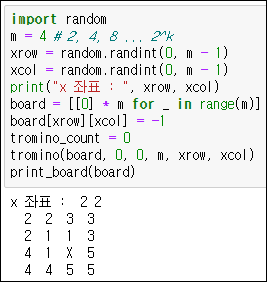 import random
m = 4 # 2, 4, 8 ... 2^k
xrow = random.randint(0, m - 1)
xcol = random.randint(0, m - 1)
print("x 좌표 : ", xrow, xcol)
board = [[0] * m for _ in range(m)]
board[xrow][xcol] = -1
tromino_count = 0
tromino(board, 0, 0, m, xrow, xcol)
print_board(board)
x 좌표 :  2 2
2 2 3 3
2 1 1 3
4 1 X 5
4 4 5 5